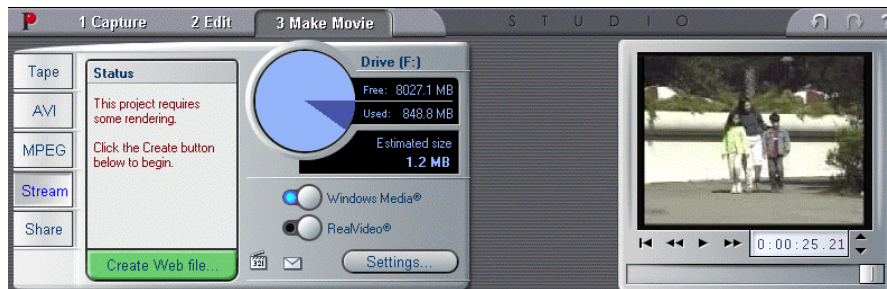 P 1 Capture 2 Edit 3 Make Movie STUDIO
Tape
AVI
MPEG
Stream
Share
Status
This project requires
some rendering.
Click the Create button
below to begin.
Create Web file...
Drive (F:)
Free: 8027.1 MB
Used: 848.8 MB
Estimated size
1.2 MB
Windows Media®
RealVideo®
321
Settings...
0:00:25.21